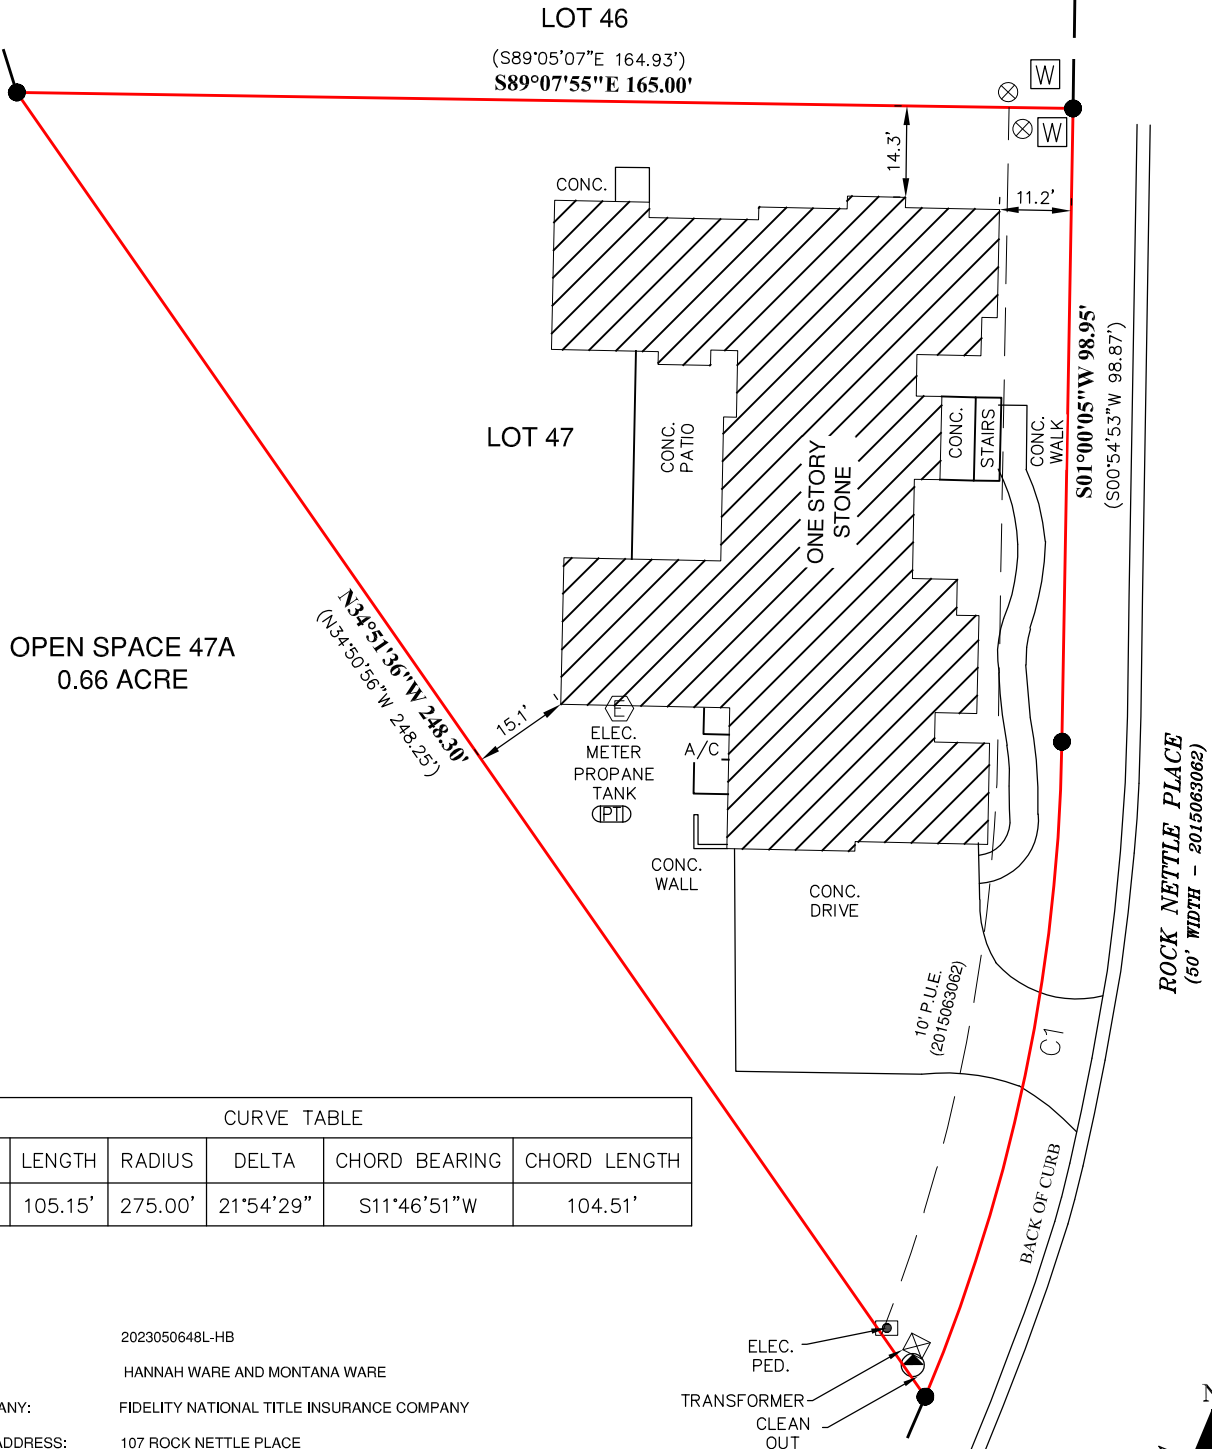 LOT 46
(S89°05'07"E 164.93')
S89°07'55"E 165.00'
W
W
14.3'
11.2'
CONC.
S01°00'05"W 98.95'
(S00°54'53"W 98.87')
LOT 47
CONC.
PATIO
ONE STORY
STONE
CONC.
STAIRS
CONC.
WALK
N34°51'36"W 248.30'
(N34°50'56"W 248.25')
OPEN SPACE 47A
0.66 ACRE
15.1'
E
ELEC.
METER
A/C
PROPANE
TANK
PT
CONC.
WALL
CONC.
DRIVE
ROCK NETTLE PLACE
(50' WIDTH - 2015063062)
10' P.U.E.
(2015063062)
C1
BACK OF CURB
CURVE TABLE
LENGTH RADIUS DELTA CHORD BEARING CHORD LENGTH
105.15' 275.00' 21°54'29" S11°46'51"W 104.51'
2023050648L-HB
HANNAH WARE AND MONTANA WARE
ANY: FIDELITY NATIONAL TITLE INSURANCE COMPANY
ADDRESS: 107 ROCK NETTLE PLACE
ELEC.
PED.
TRANSFORMER
CLEAN
OUT
N